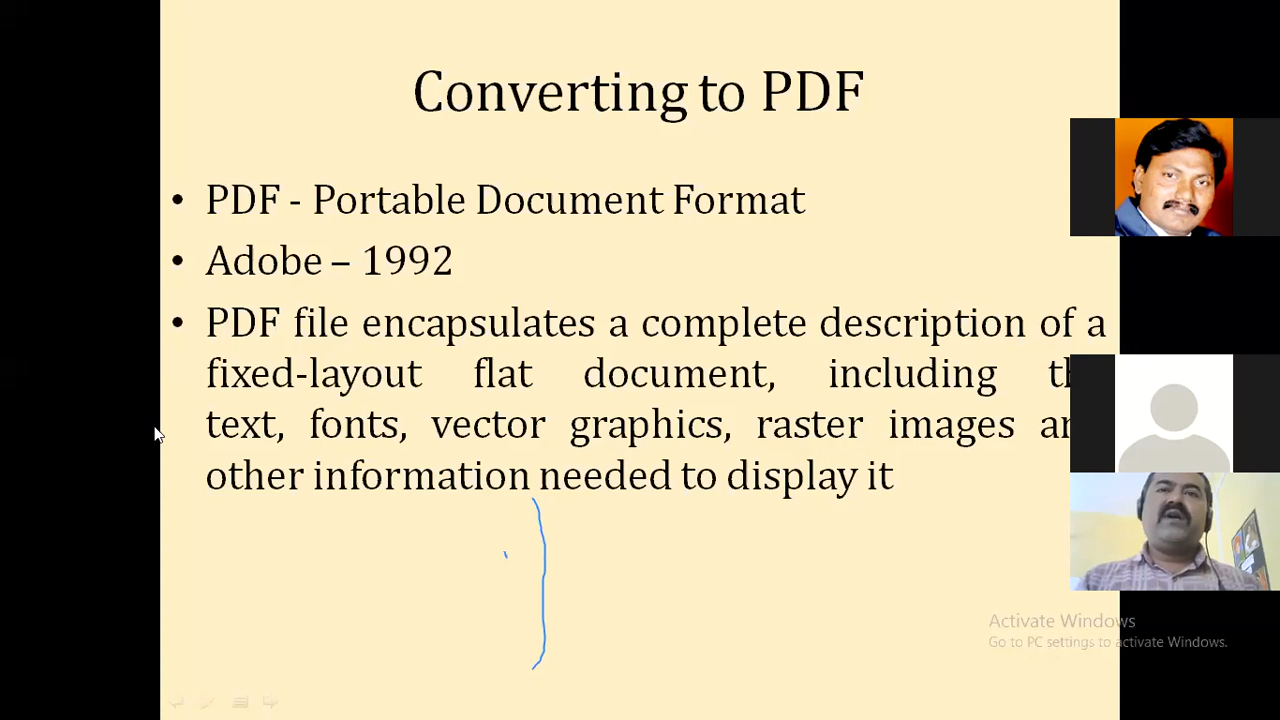 Converting to PDF
• PDF - Portable Document Format
• Adobe – 1992
• PDF file encapsulates a complete description of a
fixed-layout flat document, including
text, fonts, vector graphics, raster images
other information needed to display it
Activate Windows
Go to PC settings to activate Windows.